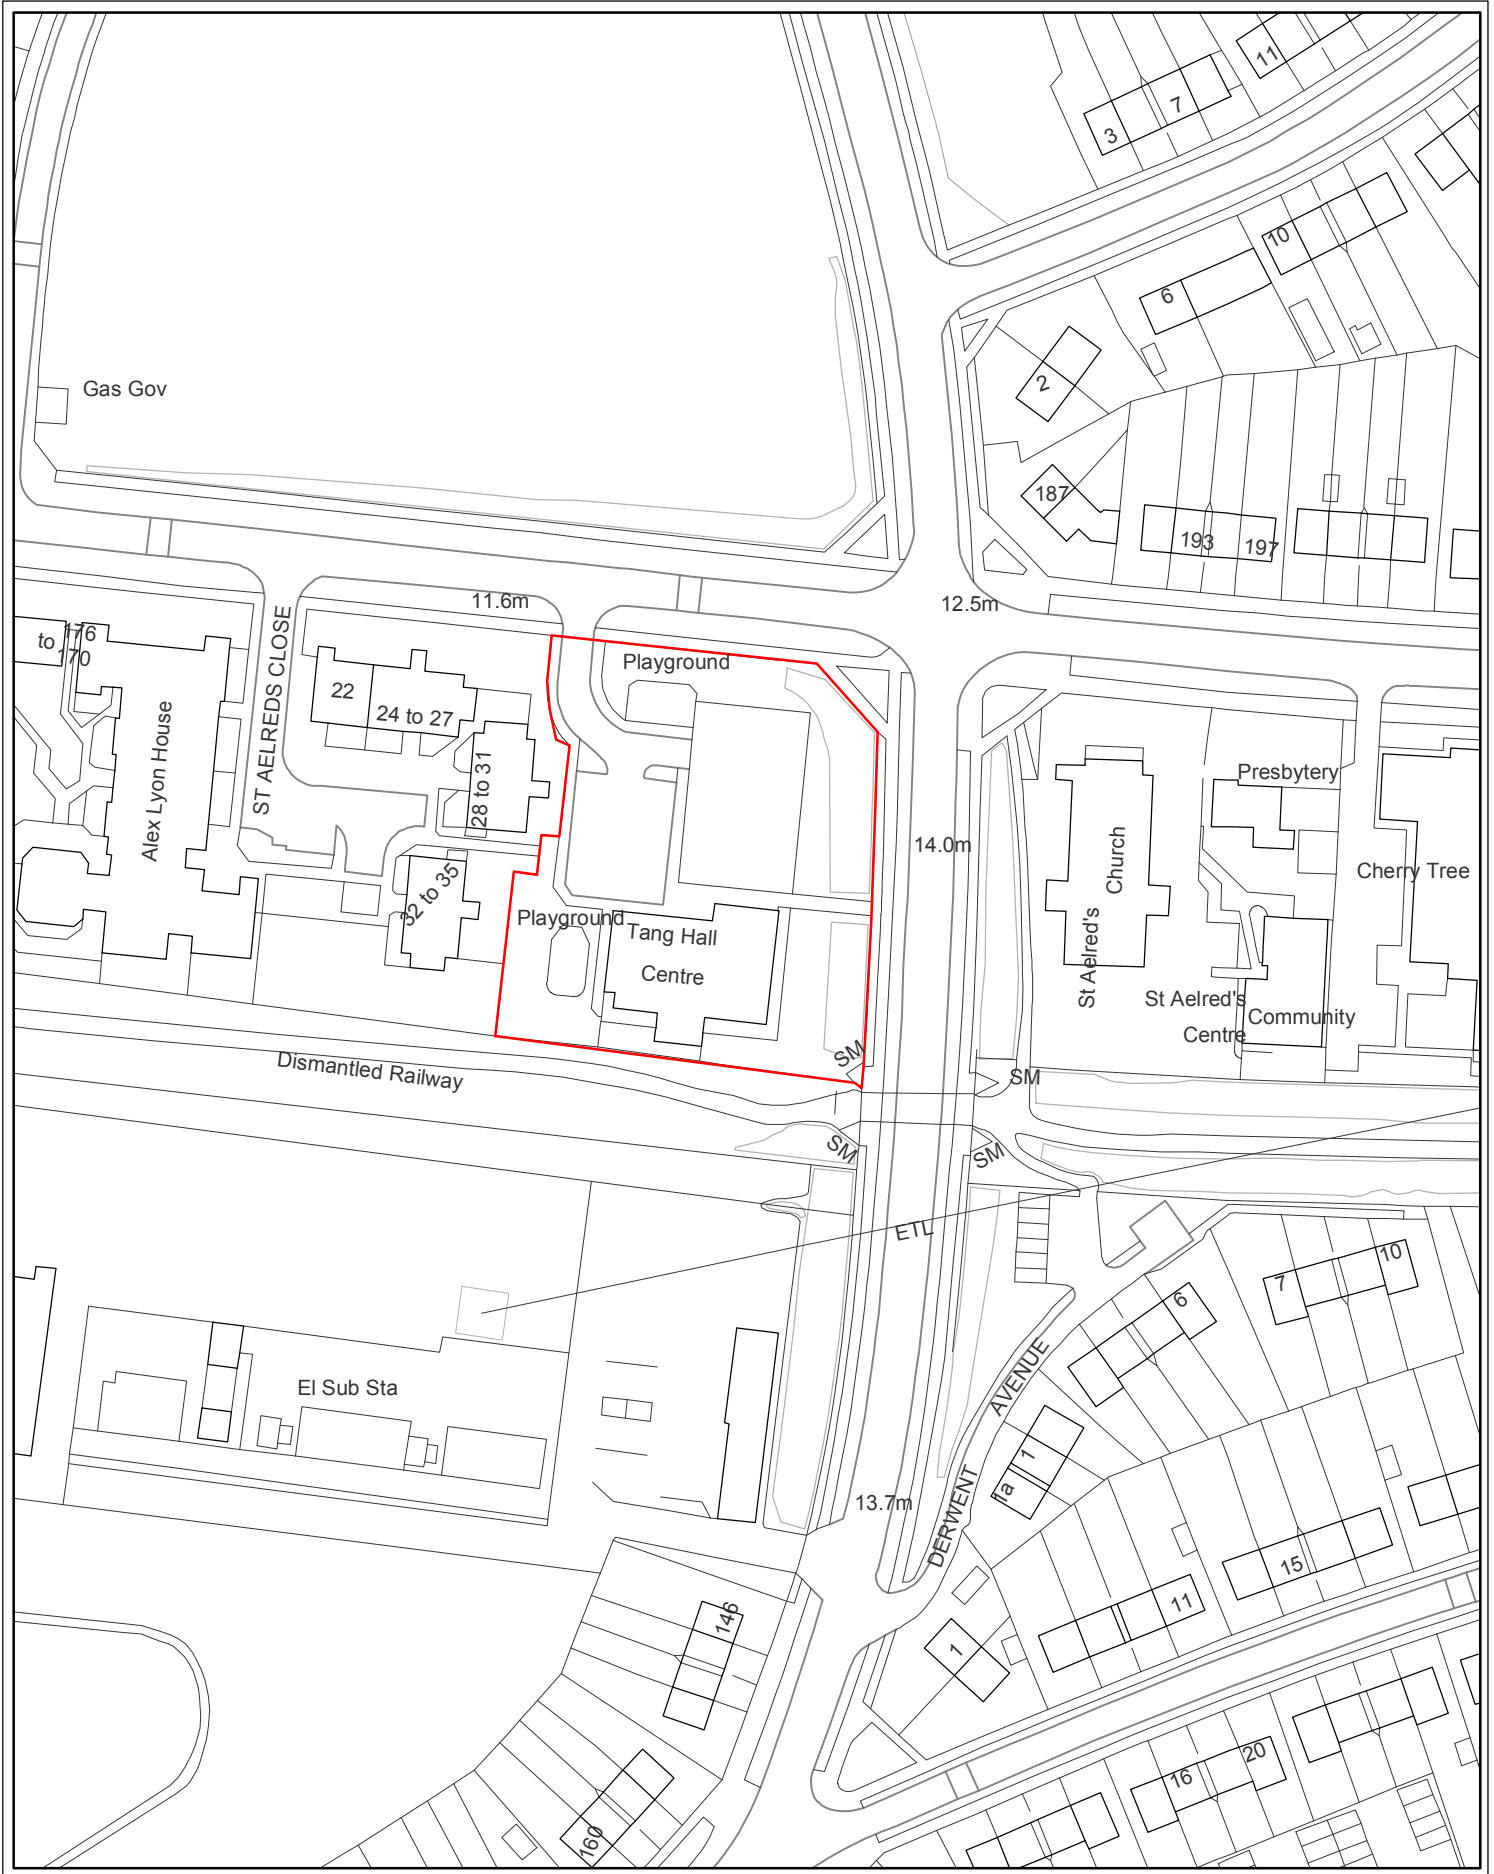 11
7
3
10
6
2
Gas Gov
187
193
197
11.6m
12.5m
176
to
170
ST AELREDS CLOSE
Playground
22
24 to 27
Alex Lyon House
28 to 31
Presbytery
14.0m
St Aelred's Church
Cherry Tree
32 to 35
Playground
Tang Hall
Centre
St Aelred's
Community
Centre
SM
Dismantled Railway
SM
SM
SM
ETL
10
7
6
El Sub Sta
DERWENT AVENUE
1
1a
13.7m
15
11
146
1
20
16
160